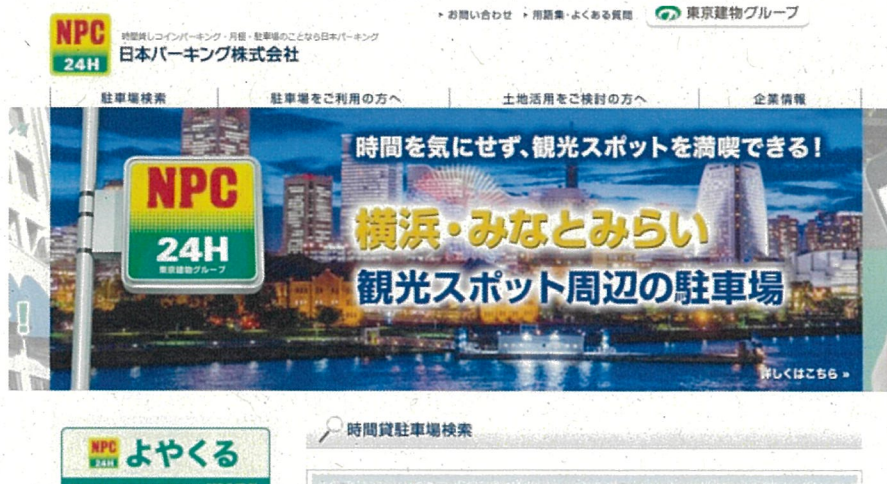 お問い合わせ 用語集・よくある質問 東京建物グループ
NPC
24H
時間貸しコインパーキング・月極・駐車場のことなら日本パーキング
日本パーキング株式会社
駐車場検索 駐車場をご利用の方へ 土地活用をご検討の方へ 企業情報
時間を気にせず、観光スポットを満喫できる！
NPC
24H
東京建物グループ
横浜・みなとみらい
観光スポット周辺の駐車場
詳しくはこちら »
NPC
24H
よやくる
時間貸駐車場検索